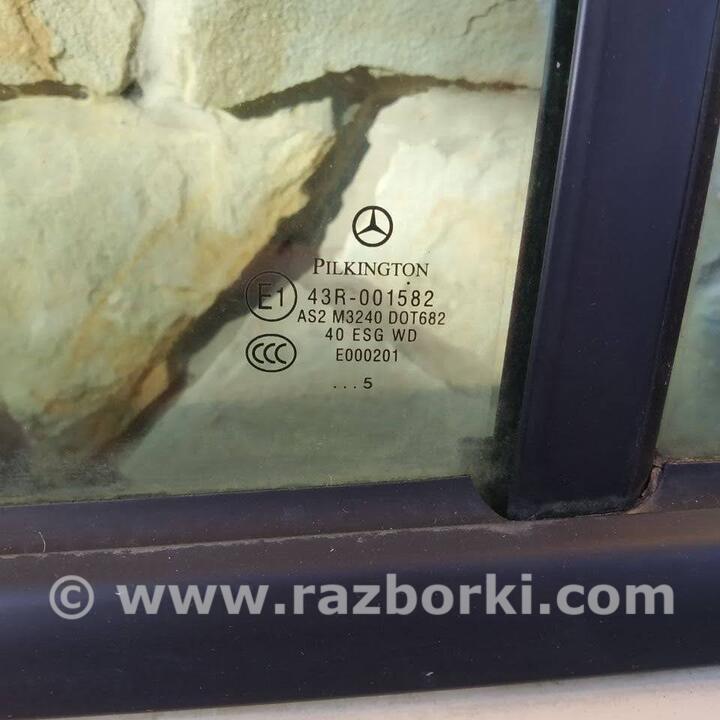 PILKINGTON
E1 43R-001582
AS2 M3240 DOT682
40 ESG WD
CCC E000201
...5
© www.razborki.com